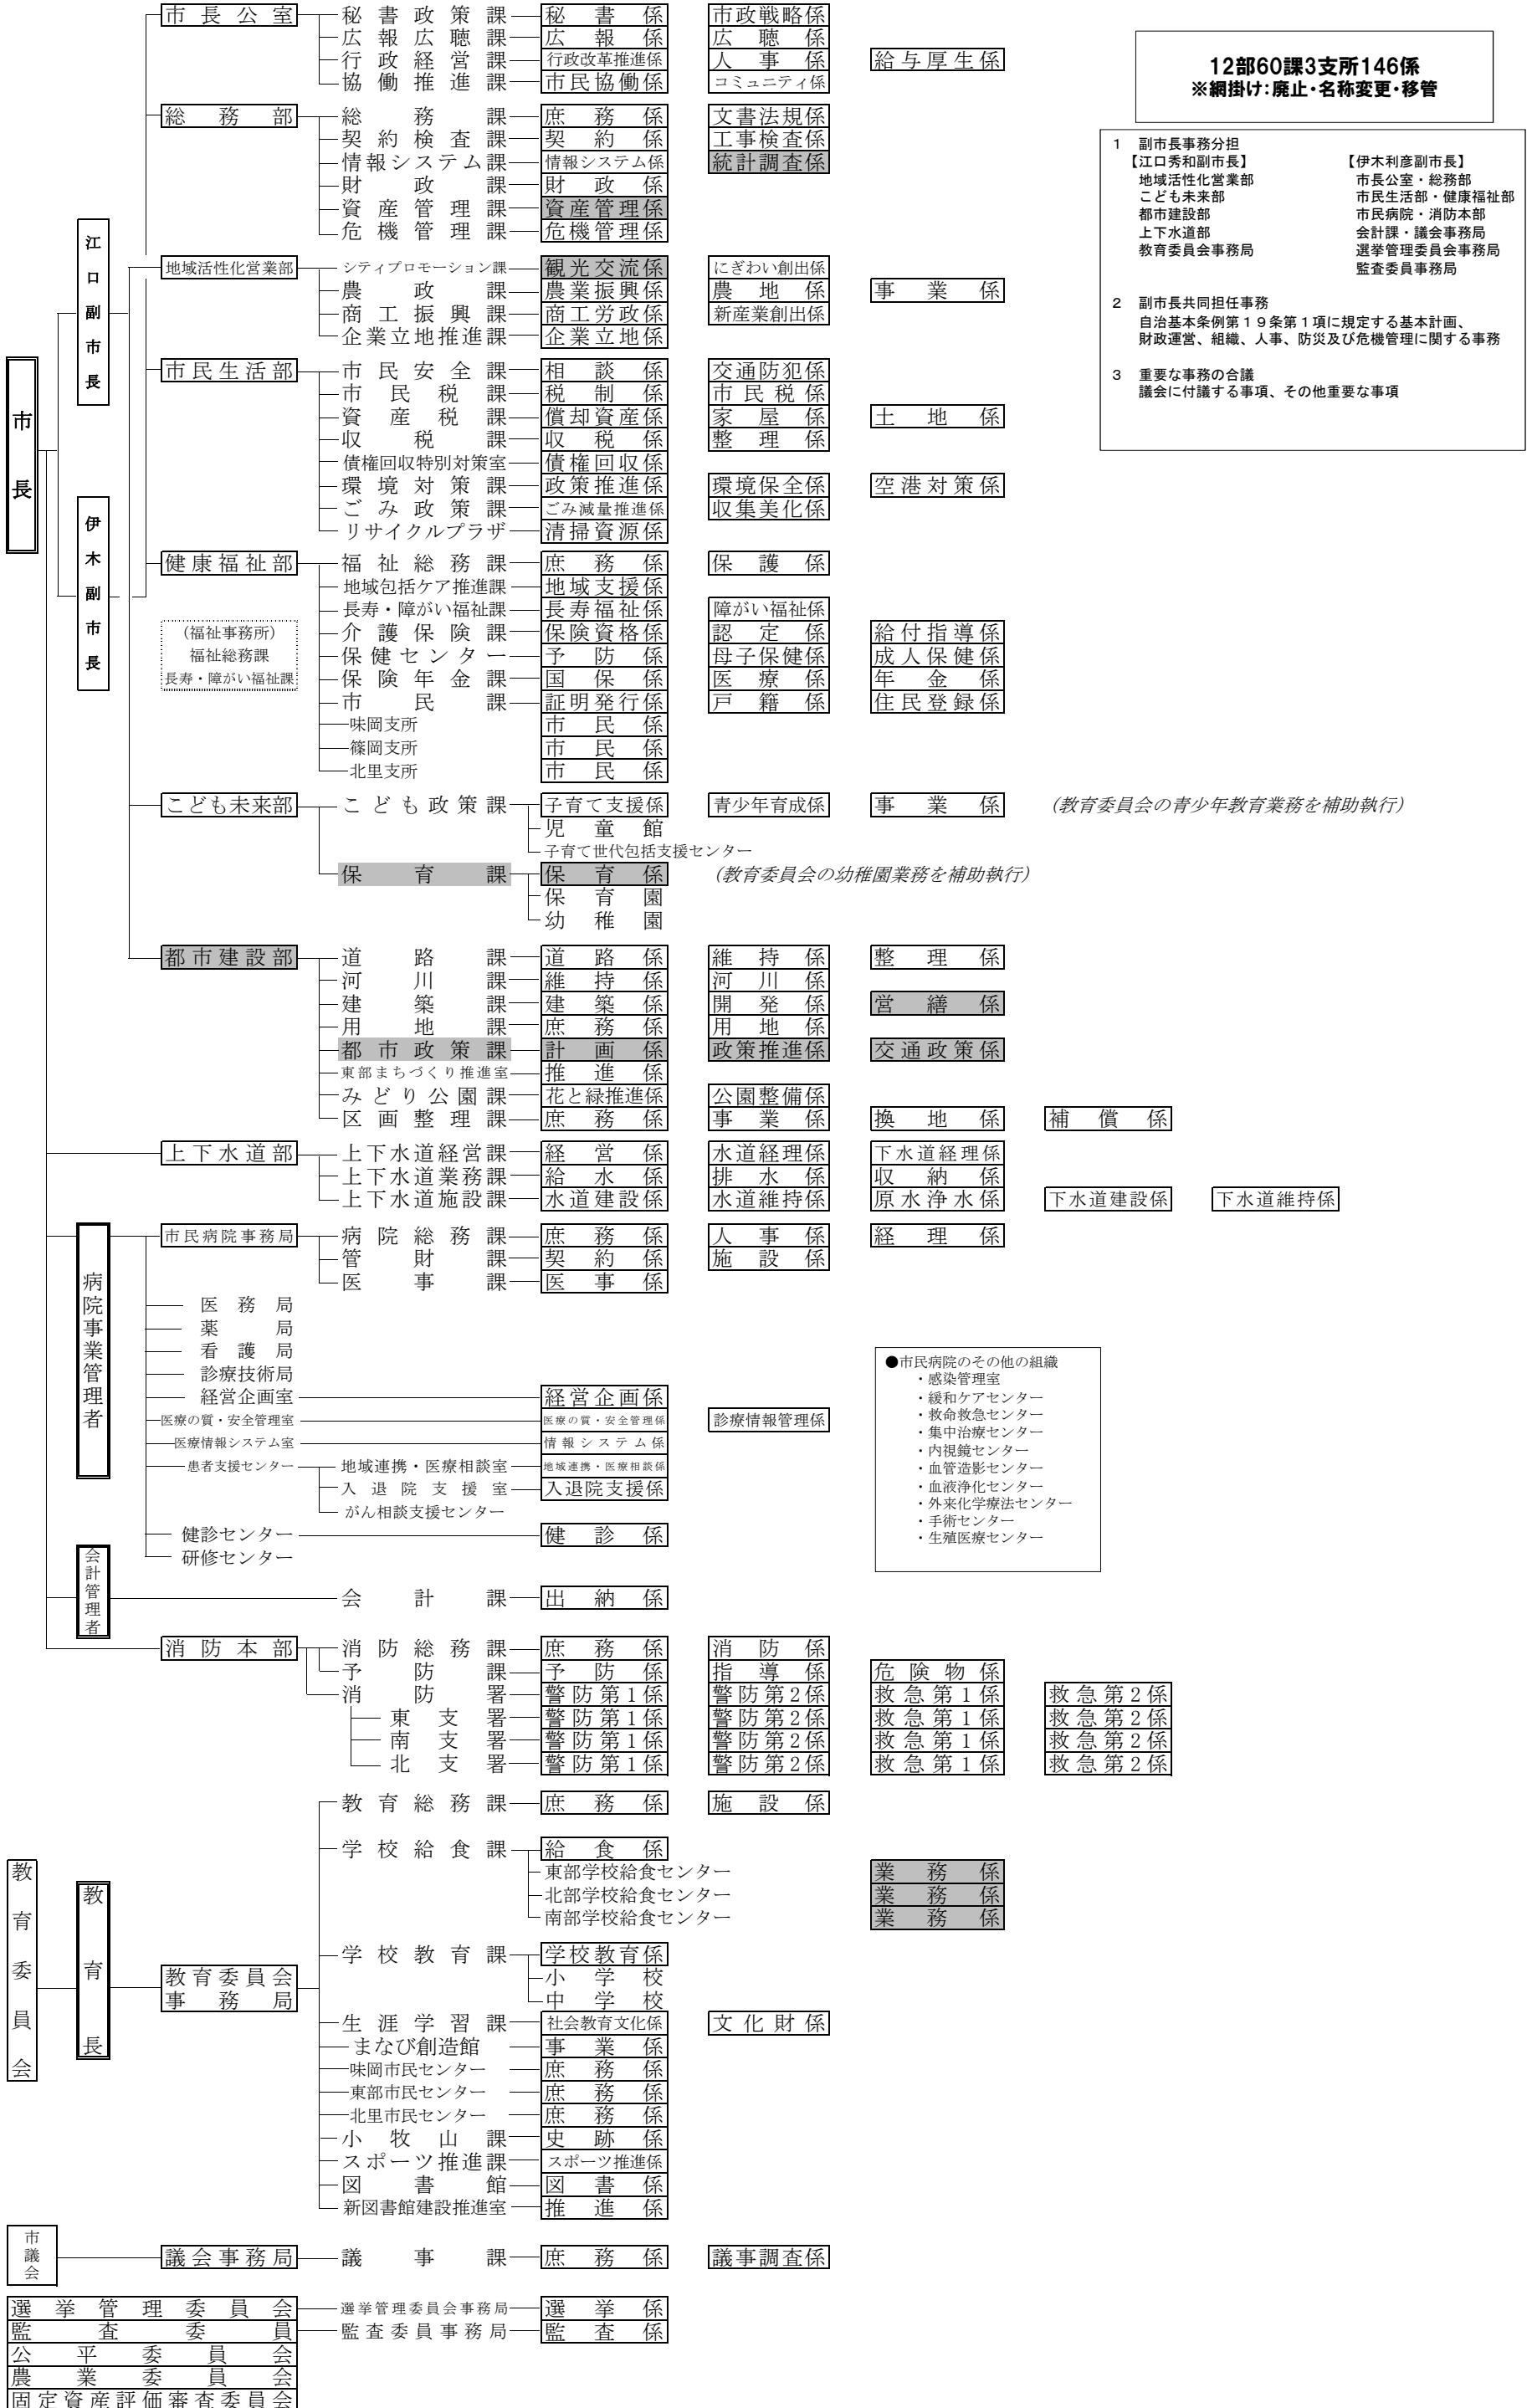 市長公室 秘書政策課 秘書係 市政戦略係
広報広聴課 広報係 広聴係
行政経営課 行政改革推進係 人事係 給与厚生係
協働推進課 市民協働係 コミュニティ係
12部60課3支所146係
※網掛け:廃止・名称変更・移管
総務部 総務課 庶務係 文書法規係
契約検査課 契約係 工事検査係
情報システム課 情報システム係 統計調査係
財政課 財政係
資産管理課 資産管理係
危機管理課 危機管理係
1 副市長事務分担
【江口秀和副市長】 【伊木利彦副市長】
地域活性化営業部 市長公室・総務部
こども未来部 市民生活部・健康福祉部
都市建設部 市民病院・消防本部
上下水道部 会計課・議会事務局
教育委員会事務局 選挙管理委員会事務局
監査委員事務局
2 副市長共同担任事務
自治基本条例第19条第1項に規定する基本計画、
財政運営、組織、人事、防災及び危機管理に関する事務
3 重要な事務の合議
議会に付議する事項、その他重要な事項
市長
江口副市長
伊木副市長
地域活性化営業部 シティプロモーション課 観光交流係 にぎわい創出係
農政課 農業振興係 農地係 事業係
商工振興課 商工労政係 新産業創出係
企業立地推進課 企業立地係
市民生活部 市民安全課 相談係 交通防犯係
市民税課 税制係 市民税係
資産税課 償却資産係 家屋係 土地係
収税課 収税係 整理係
債権回収特別対策室 債権回収係
環境対策課 政策推進係 環境保全係 空港対策係
ごみ政策課 ごみ減量推進係 収集美化係
リサイクルプラザ 清掃資源係
健康福祉部 福祉総務課 庶務係 保護係
地域包括ケア推進課 地域支援係
長寿・障がい福祉課 長寿福祉係 障がい福祉係
(福祉事務所) 介護保険課 保険資格係 認定係 給付指導係
福祉総務課 保健センター 予防係 母子保健係 成人保健係
長寿・障がい福祉課 保険年金課 国保係 医療係 年金係
市民課 証明発行係 戸籍係 住民登録係
味岡支所 市民係
篠岡支所 市民係
北里支所 市民係
こども未来部 こども政策課 子育て支援係 青少年育成係 事業係 (教育委員会の青少年教育業務を補助執行)
児童館
子育て世代包括支援センター
保育課 保育係 (教育委員会の幼稚園業務を補助執行)
保育園
幼稚園
都市建設部 道路課 道路係 維持係 整理係
河川課 維持係 河川係
建築課 建築係 開発係 営繕係
用地課 庶務係 用地係
都市政策課 計画係 政策推進係 交通政策係
東部まちづくり推進室 推進係
みどり公園課 花と緑推進係 公園整備係
区画整理課 庶務係 事業係 換地係 補償係
上下水道部 上下水道経営課 経営係 水道経理係 下水道経理係
上下水道業務課 給水係 排水係 収納係
上下水道施設課 水道建設係 水道維持係 原水浄水係 下水道建設係 下水道維持係
病院事業管理者
市民病院事務局 病院総務課 庶務係 人事係 経理係
管財課 契約係 施設係
医事課 医事係
医務局
薬局
看護局
診療技術局
経営企画室 経営企画係
医療の質・安全管理室 医療の質・安全管理係 診療情報管理係
医療情報システム室 情報システム係
患者支援センター 地域連携・医療相談室 地域連携・医療相談係
入退院支援室 入退院支援係
がん相談支援センター
健診センター 健診係
研修センター
●市民病院のその他の組織
・感染管理室
・緩和ケアセンター
・救命救急センター
・集中治療センター
・内視鏡センター
・血管造影センター
・血液浄化センター
・外来化学療法センター
・手術センター
・生殖医療センター
会計管理者 会計課 出納係
消防本部 消防総務課 庶務係 消防係
予防課 予防係 指導係 危険物係
消防署 警防第1係 警防第2係 救急第1係 救急第2係
東支署 警防第1係 警防第2係 救急第1係 救急第2係
南支署 警防第1係 警防第2係 救急第1係 救急第2係
北支署 警防第1係 警防第2係 救急第1係 救急第2係
教育委員会
教育長
教育委員会
事務局
教育総務課 庶務係 施設係
学校給食課 給食係
東部学校給食センター 業務係
北部学校給食センター 業務係
南部学校給食センター 業務係
学校教育課 学校教育係
小学校
中学校
生涯学習課 社会教育文化係 文化財係
まなび創造館 事業係
味岡市民センター 庶務係
東部市民センター 庶務係
北里市民センター 庶務係
小牧山課 史跡係
スポーツ推進課 スポーツ推進係
図書館 図書係
新図書館建設推進室 推進係
市議会 議会事務局 議事課 庶務係 議事調査係
選挙管理委員会 選挙管理委員会事務局 選挙係
監査委員 監査委員事務局 監査係
公平委員会
農業委員会
固定資産評価審査委員会